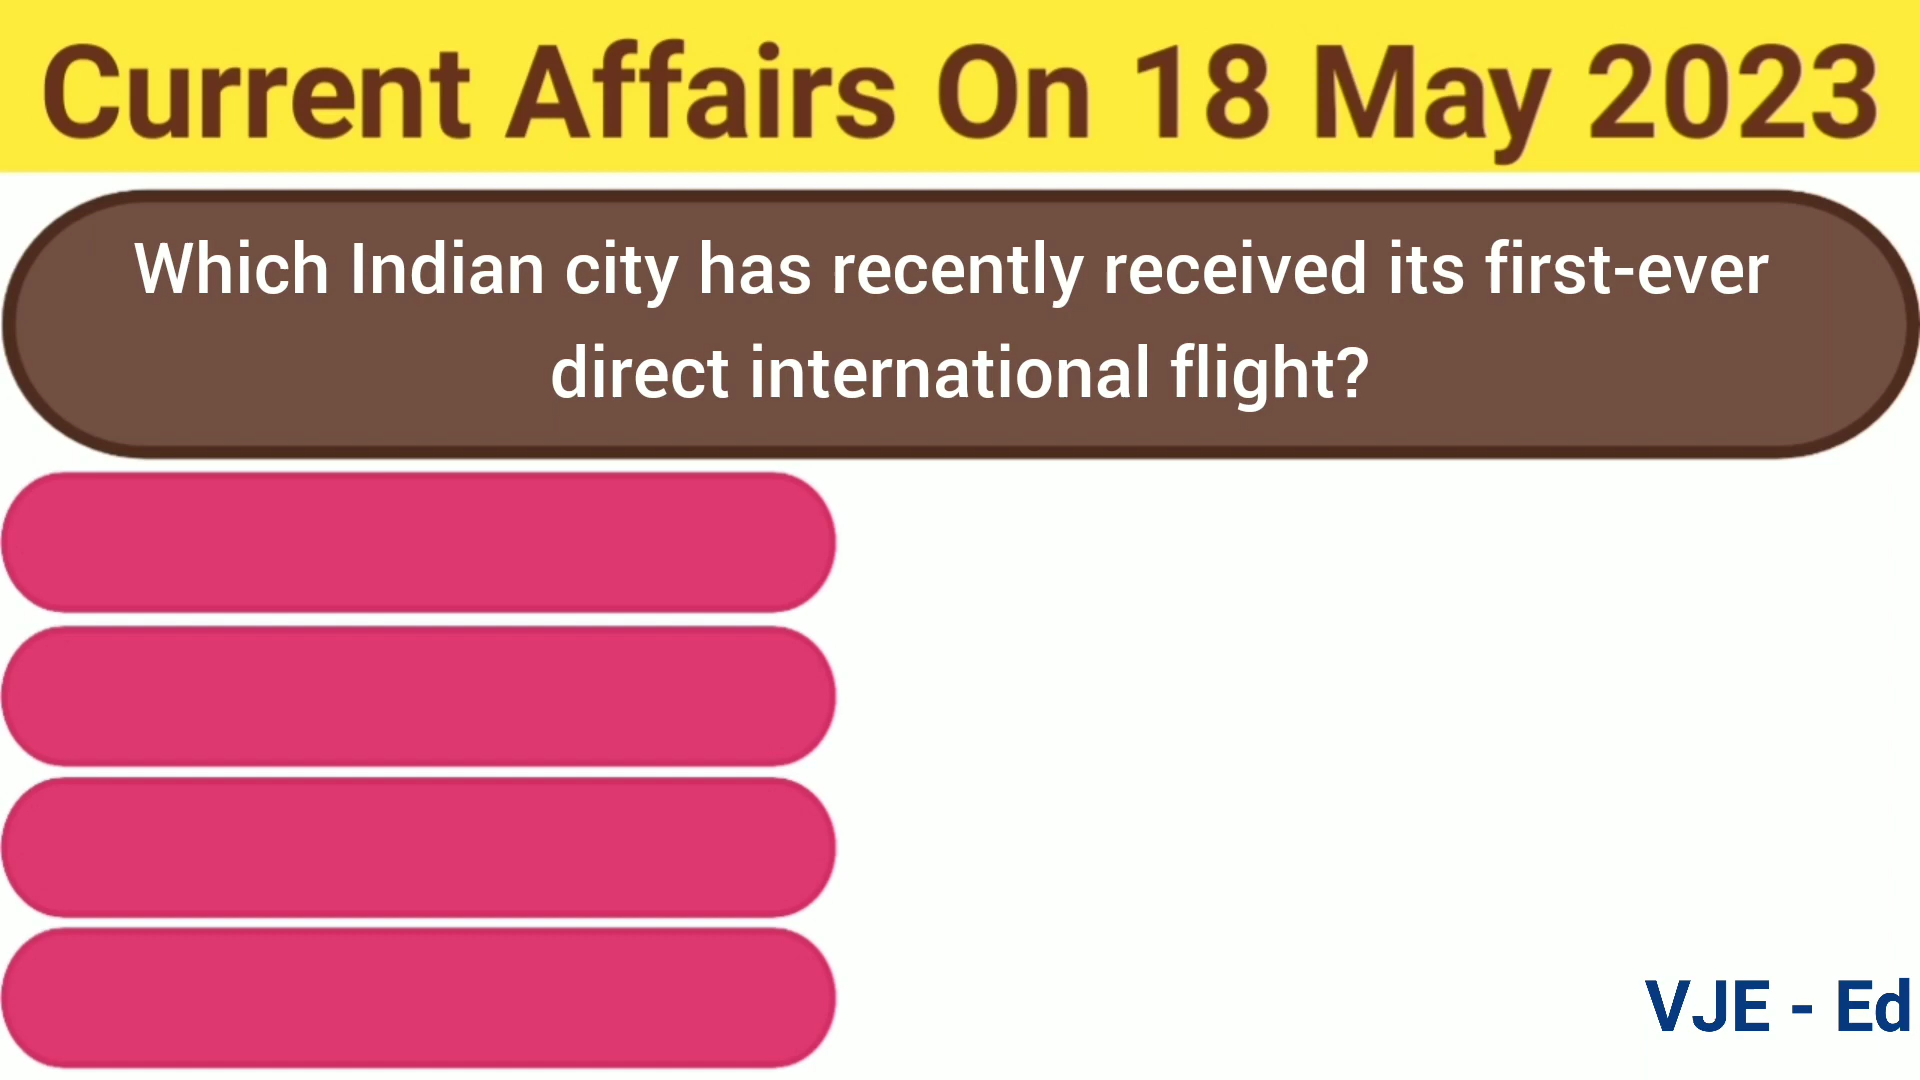 Current Affairs On 18 May 2023
Which Indian city has recently received its first-ever
direct international flight?
VJE - Ed